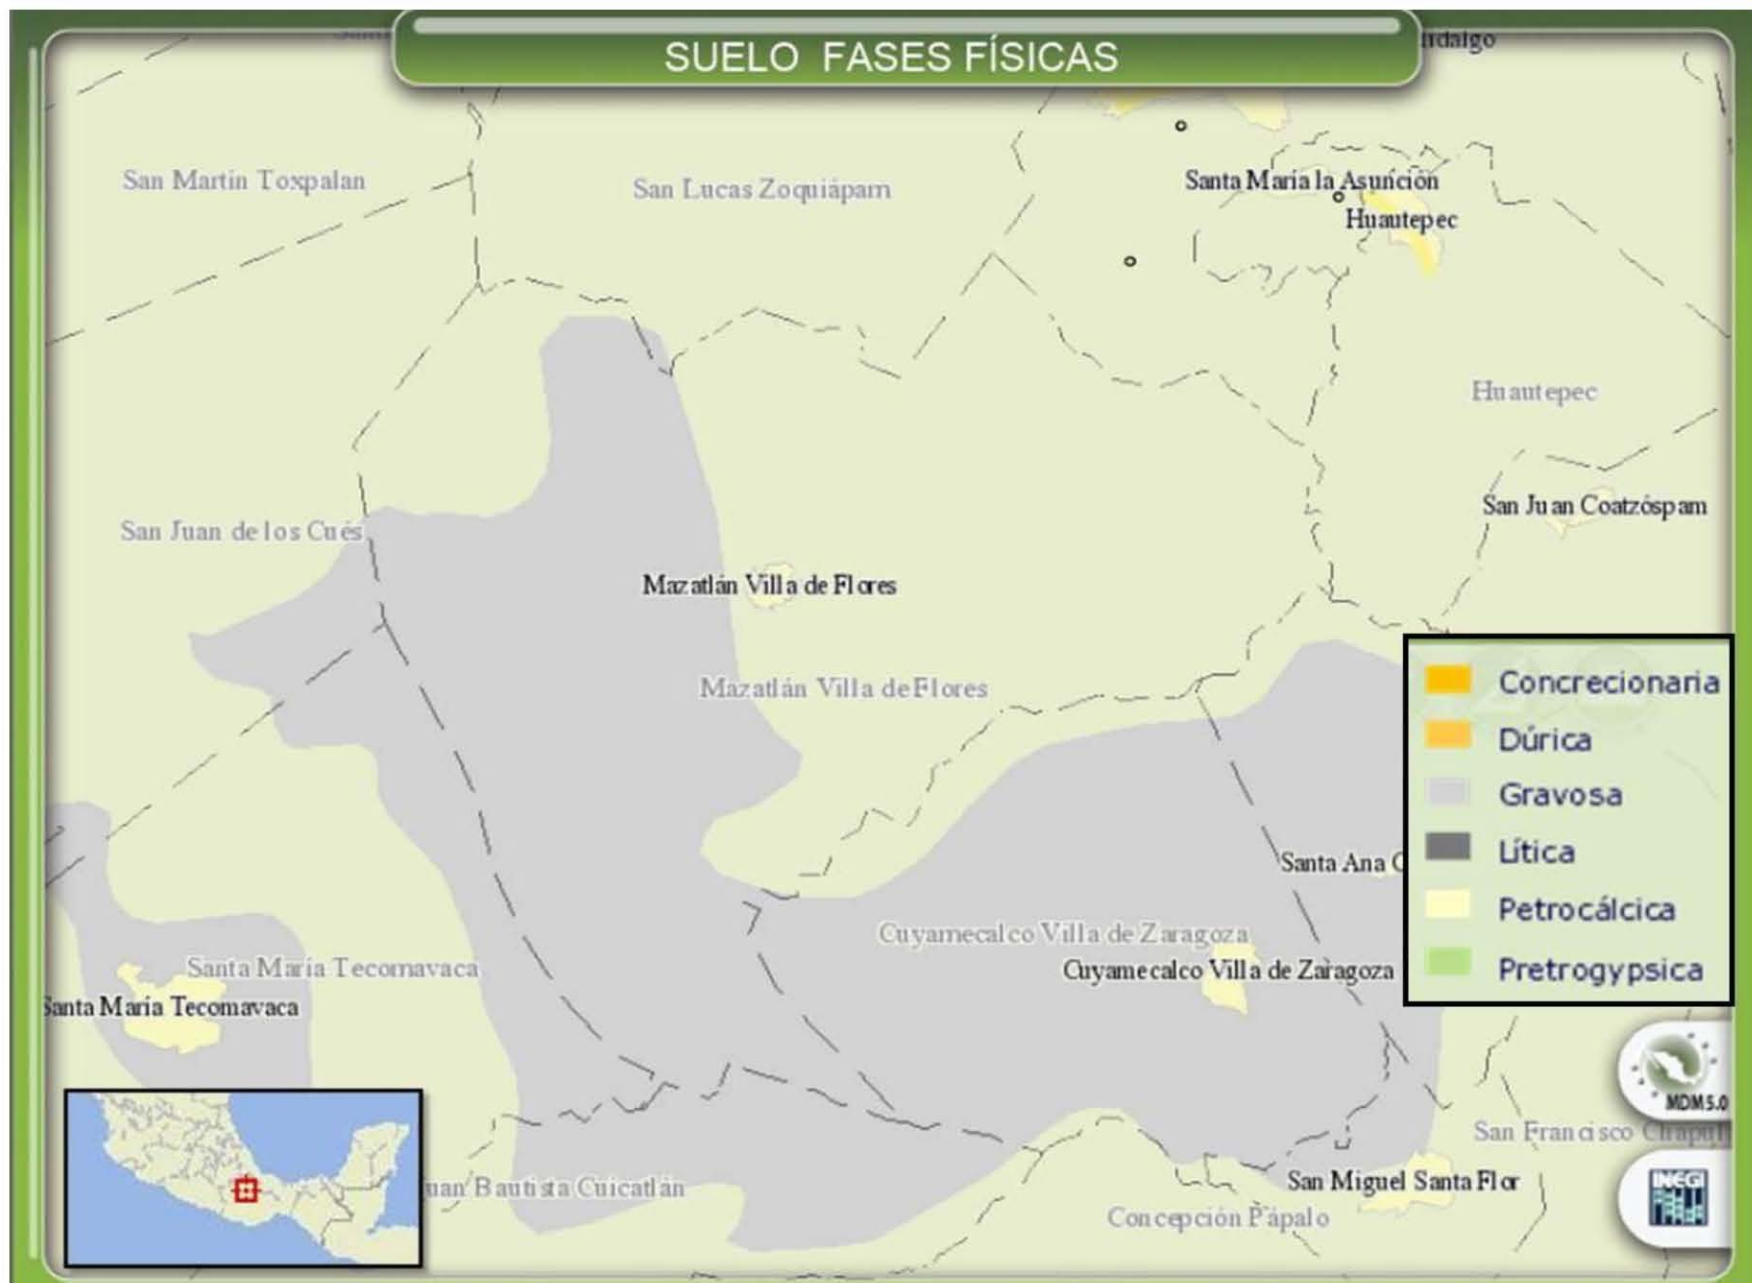 SUELO FASES FÍSICAS
San Martín Toxpalan
San Lucas Zoquiápam
Santa María la Asunción
Huautepec
Huautepec
San Juan Coatzóspam
San Juan de los Cués
Mazatlán Villa de Flores
Mazatlán Villa de Flores
Concrecionaria
Dúrica
Gravosa
Lítica
Petrocálcica
Pretrogypsica
Santa Ana
Cuyamecalco Villa de Zaragoza
Cuyamecalco Villa de Zaragoza
Santa María Tecomavaca
Santa María Tecomavaca
MDM 5.0
San Francisco
San Miguel Santa Flor
Bautista Cuicatlán
Concepción Pápalo
INEGI